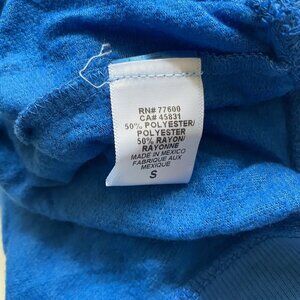 RN# 77600
CA# 45831
50% POLYESTER/
POLYESTER
50% RAYON/
RAYONNE
MADE IN MEXICO
FABRIQUE AUX
MEXIQUE
S